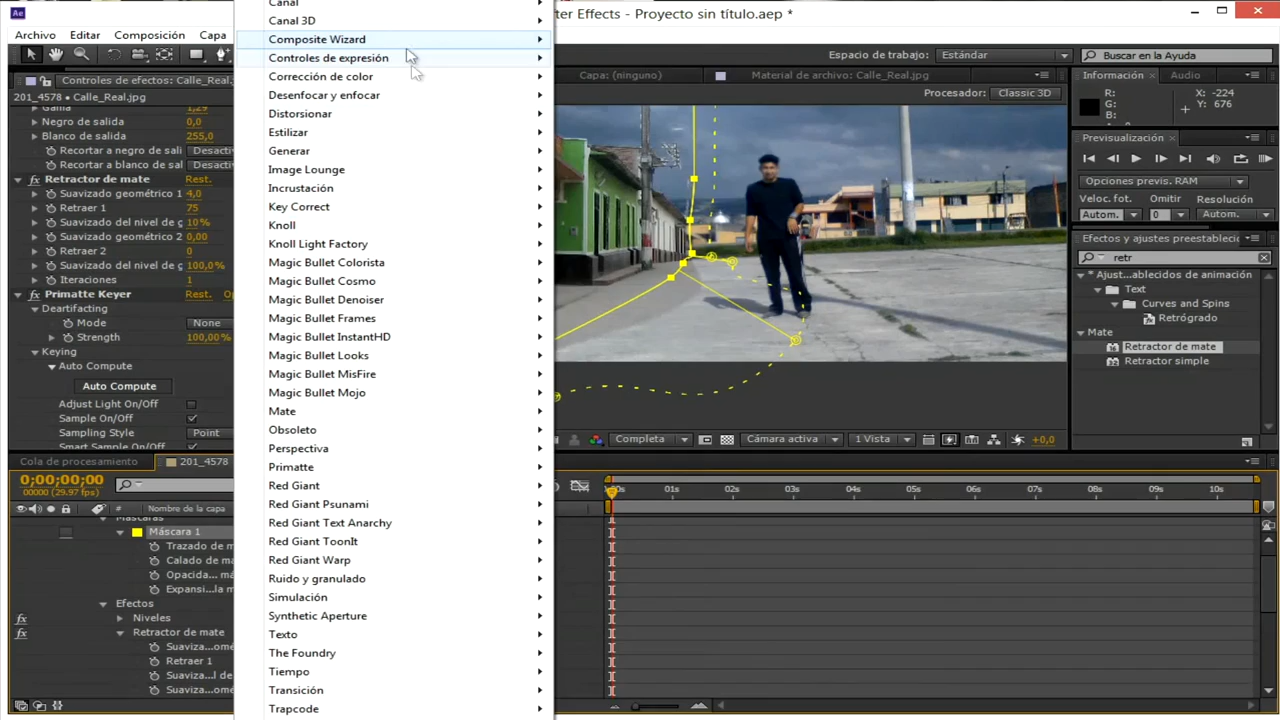 Ae
ter Effects - Proyecto sin título.aep *
Archivo Editar Composición Capa
Espacio de trabajo: Estándar
Buscar en la Ayuda
Controles de efectos: Calle_Real.
201_4578 • Calle_Real.jpg
Gama 1,29
Negro de salida 0,0
Blanco de salida 255,0
Recortar a negro de sali Desacti
Recortar a blanco de sal Desacti
Retractor de mate Rest.
Suavizado geométrico 1 4,0
Retraer 1 75
Suavizado del nivel de g 10 %
Suavizado geométrico 2 0,00
Retraer 2 0
Suavizado del nivel de g 100,0%
Iteraciones 1
Primatte Keyer Rest. Op
Deartifacting
Mode None
Strength 100,00%
Keying
Auto Compute
Auto Compute
Adjust Light On/Off
Sample On/Off
Sampling Style Point
Smart Sample On/Off
Canal
Canal 3D
Composite Wizard
Controles de expresión
Corrección de color
Desenfocar y enfocar
Distorsionar
Estilizar
Generar
Image Lounge
Incrustación
Key Correct
Knoll
Knoll Light Factory
Magic Bullet Colorista
Magic Bullet Cosmo
Magic Bullet Denoiser
Magic Bullet Frames
Magic Bullet InstantHD
Magic Bullet Looks
Magic Bullet MisFire
Magic Bullet Mojo
Mate
Obsoleto
Perspectiva
Primatte
Red Giant
Red Giant Psunami
Red Giant Text Anarchy
Red Giant ToonIt
Red Giant Warp
Ruido y granulado
Simulación
Synthetic Aperture
Texto
The Foundry
Tiempo
Transición
Trapcode
Capa: (ninguno)
Material de archivo: Calle_Real.jpg
Procesador: Classic 3D
Completa
Cámara activa
1 Vista
+0,0
Información Audio
R:
G:
B:
X: -224
Y: 676
Previsualización
Opciones previs. RAM
Veloc. fot. Omitir Resolución
Autom. 0 Autom.
Efectos y ajustes preestablecic
retr
* Ajust...ablecidos de animación
Text
Curves and Spins
Retrógrado
Mate
Retractor de mate
Retractor simple
Cola de procesamiento 201_4578
0;00;00;00
00000 (29.97 fps)
Nombre de la capa
Máscaras
Máscara 1
Trazado de m
Calado de ma
Opacida... má
Expansi...la m
Efectos
Niveles
Retractor de mate
Suaviza...omé
Retraer 1
Suaviza...l de
Suaviza...omé
01s 02s 03s 04s 05s 06s 07s 08s 09s 10s